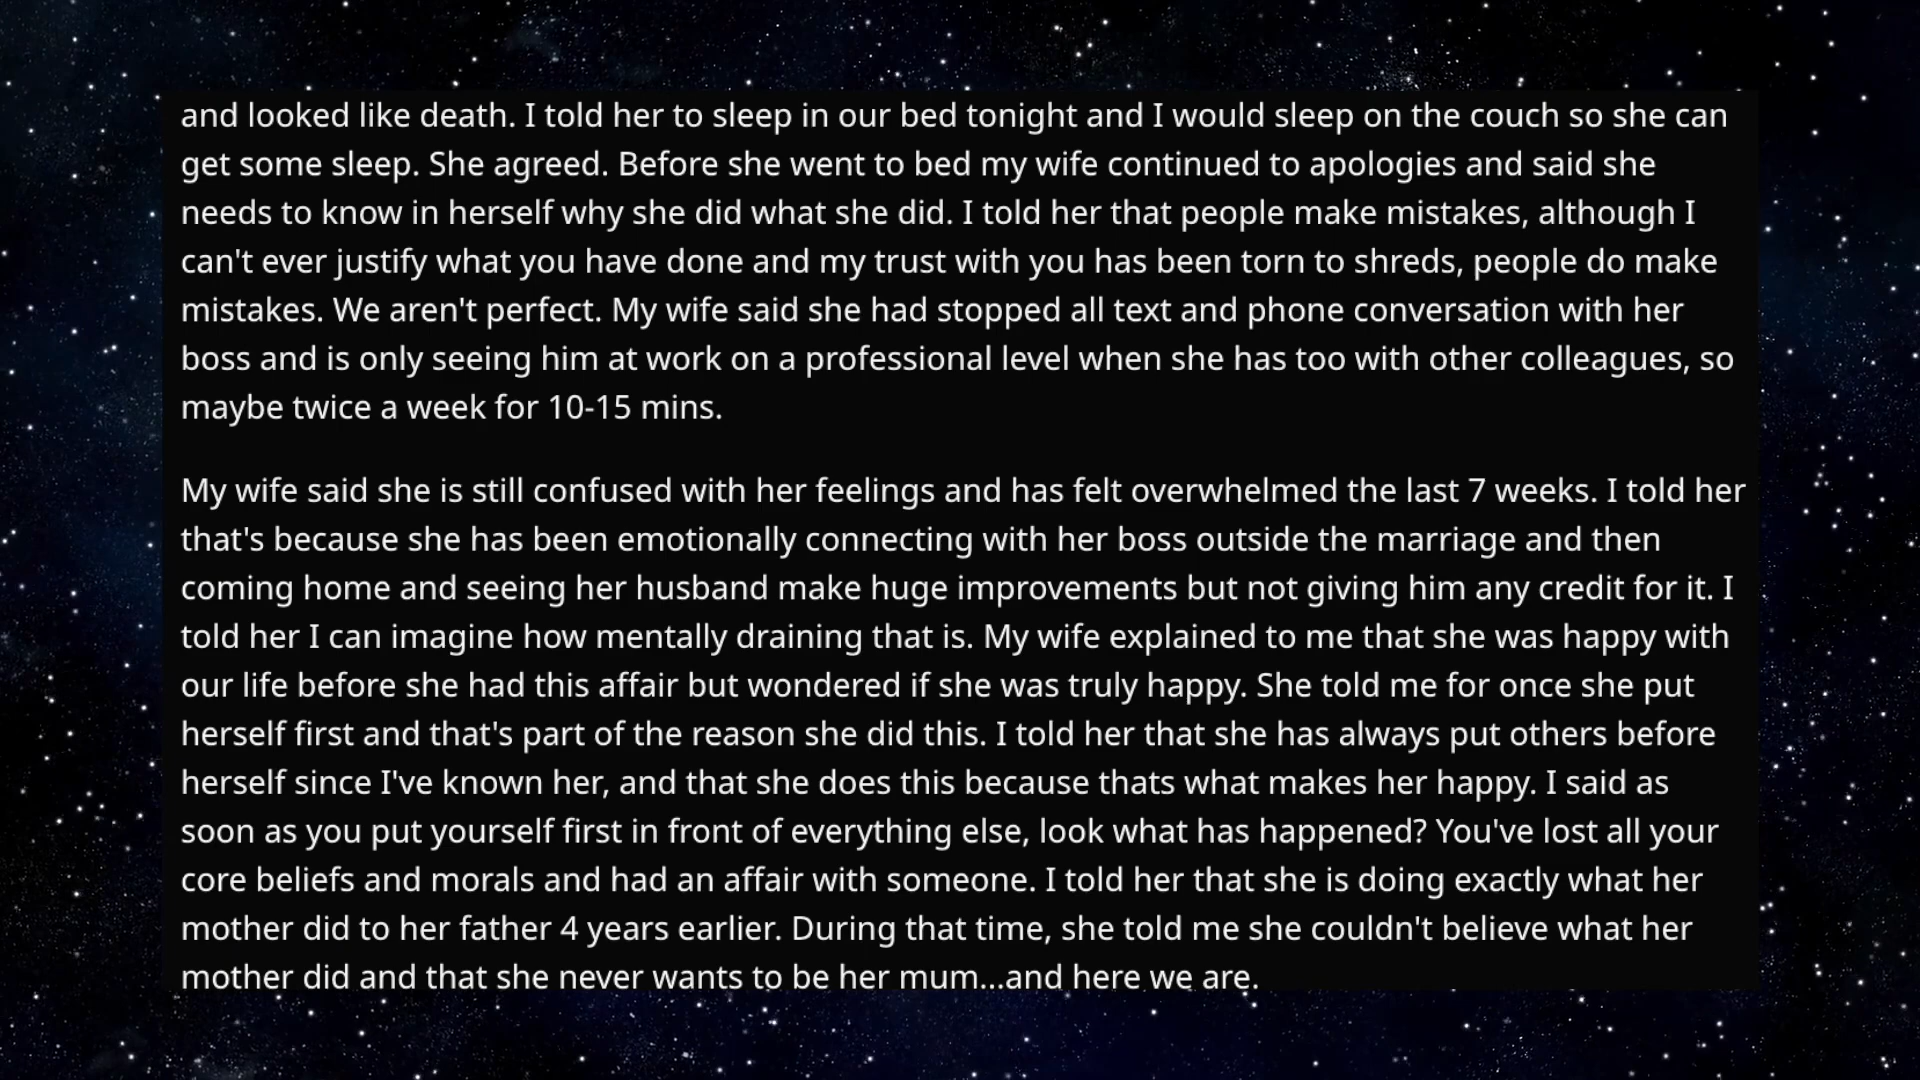 and looked like death. I told her to sleep in our bed tonight and I would sleep on the couch so she can
get some sleep. She agreed. Before she went to bed my wife continued to apologies and said she
needs to know in herself why she did what she did. I told her that people make mistakes, although I
can't ever justify what you have done and my trust with you has been torn to shreds, people do make
mistakes. We aren't perfect. My wife said she had stopped all text and phone conversation with her
boss and is only seeing him at work on a professional level when she has too with other colleagues, so
maybe twice a week for 10-15 mins.
My wife said she is still confused with her feelings and has felt overwhelmed the last 7 weeks. I told her
that's because she has been emotionally connecting with her boss outside the marriage and then
coming home and seeing her husband make huge improvements but not giving him any credit for it. I
told her I can imagine how mentally draining that is. My wife explained to me that she was happy with
our life before she had this affair but wondered if she was truly happy. She told me for once she put
herself first and that's part of the reason she did this. I told her that she has always put others before
herself since I've known her, and that she does this because thats what makes her happy. I said as
soon as you put yourself first in front of everything else, look what has happened? You've lost all your
core beliefs and morals and had an affair with someone. I told her that she is doing exactly what her
mother did to her father 4 years earlier. During that time, she told me she couldn't believe what her
mother did and that she never wants to be her mum...and here we are.